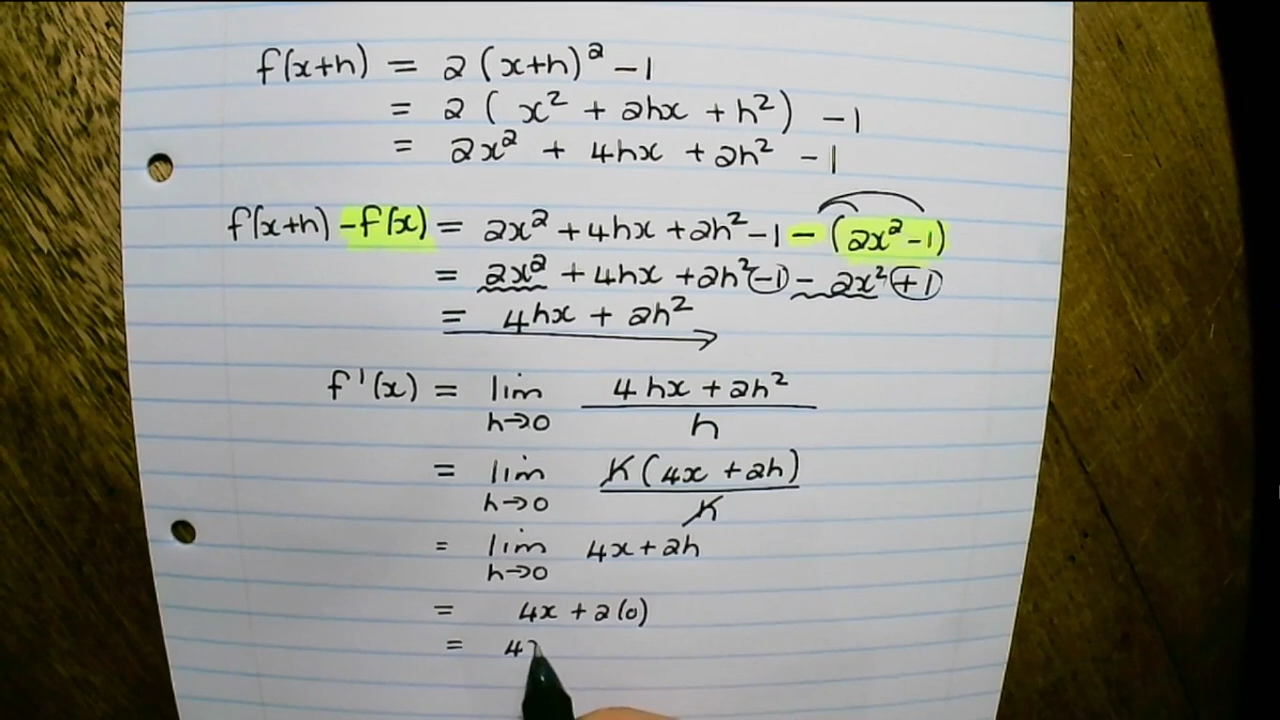 f(x+h) = 2(x+h)² -1
= 2(x² + 2hx + h²) -1
= 2x² + 4hx + 2h² -1
f(x+h) -f(x) = 2x² + 4hx + 2h² -1 - (2x² -1)
= 2x² + 4hx + 2h² -1 - 2x² +1
= 4hx + 2h²
f'(x) = lim h→0 (4hx + 2h²)/h
= lim h→0 h(4x + 2h)/h
= lim h→0 4x + 2h
= 4x + 2(0)
= 4